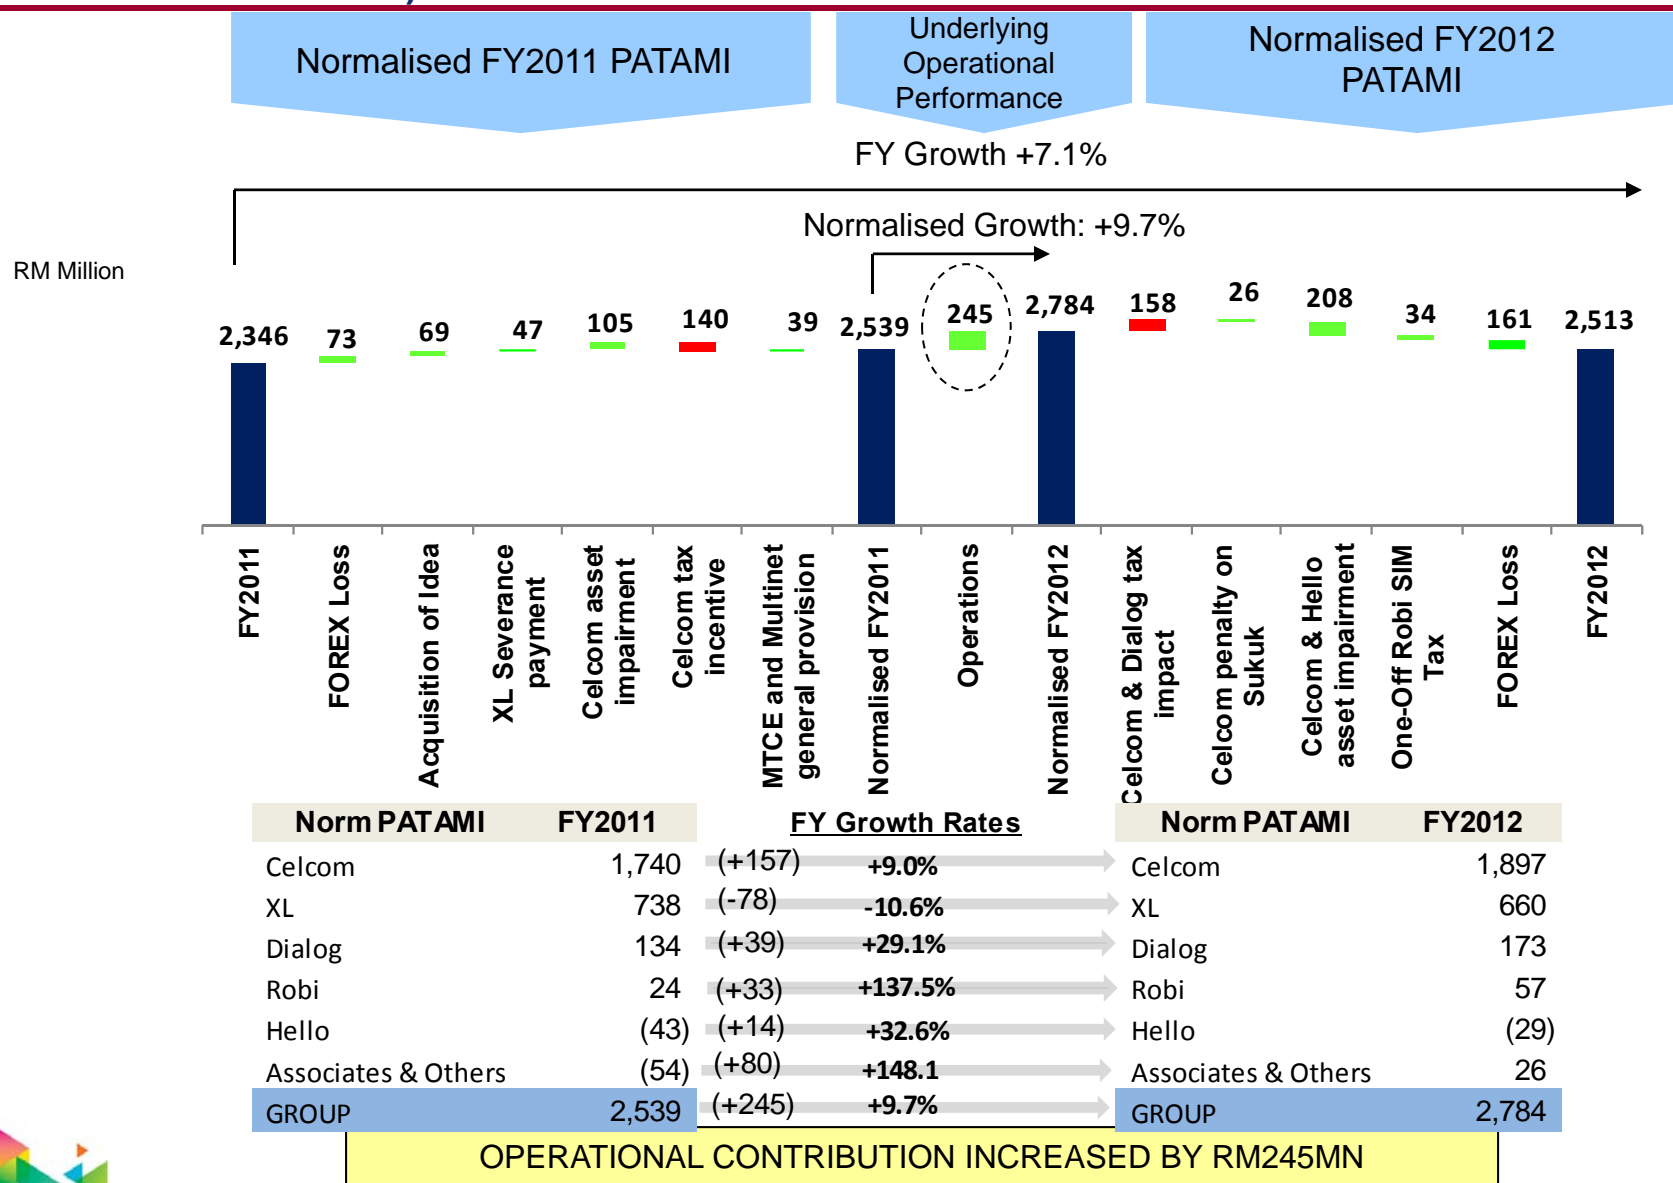 Normalised FY2011 PATAMI
Underlying
Operational
Performance
Normalised FY2012
PATAMI
FY Growth +7.1%
Normalised Growth: +9.7%
RM Million
2,346
73
69
47
105
140
39
2,539
245
2,784
158
26
208
34
161
2,513
FY2011
FOREX Loss
Acquisition of Idea
XL Severance
payment
Celcom asset
impairment
Celcom tax
incentive
MTCE and Multinet
general provision
Normalised FY2011
Operations
Normalised FY2012
Celcom & Dialog tax
impact
Celcom penalty on
Sukuk
Celcom & Hello
asset impairment
One-Off Robi SIM
Tax
FOREX Loss
FY2012
Norm PATAMI FY2011 FY Growth Rates Norm PATAMI FY2012
Celcom 1,740 (+157) +9.0% Celcom 1,897
XL 738 (-78) -10.6% XL 660
Dialog 134 (+39) +29.1% Dialog 173
Robi 24 (+33) +137.5% Robi 57
Hello (43) (+14) +32.6% Hello (29)
Associates & Others (54) (+80) +148.1 Associates & Others 26
GROUP 2,539 (+245) +9.7% GROUP 2,784
OPERATIONAL CONTRIBUTION INCREASED BY RM245MN